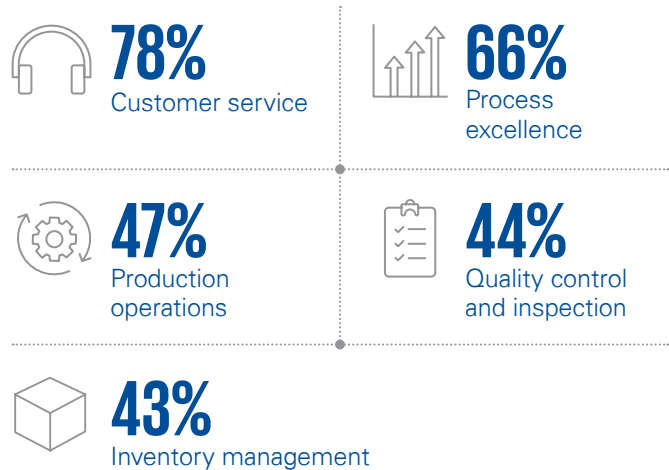 78%
Customer service
66%
Process
excellence
47%
Production
operations
44%
Quality control
and inspection
43%
Inventory management